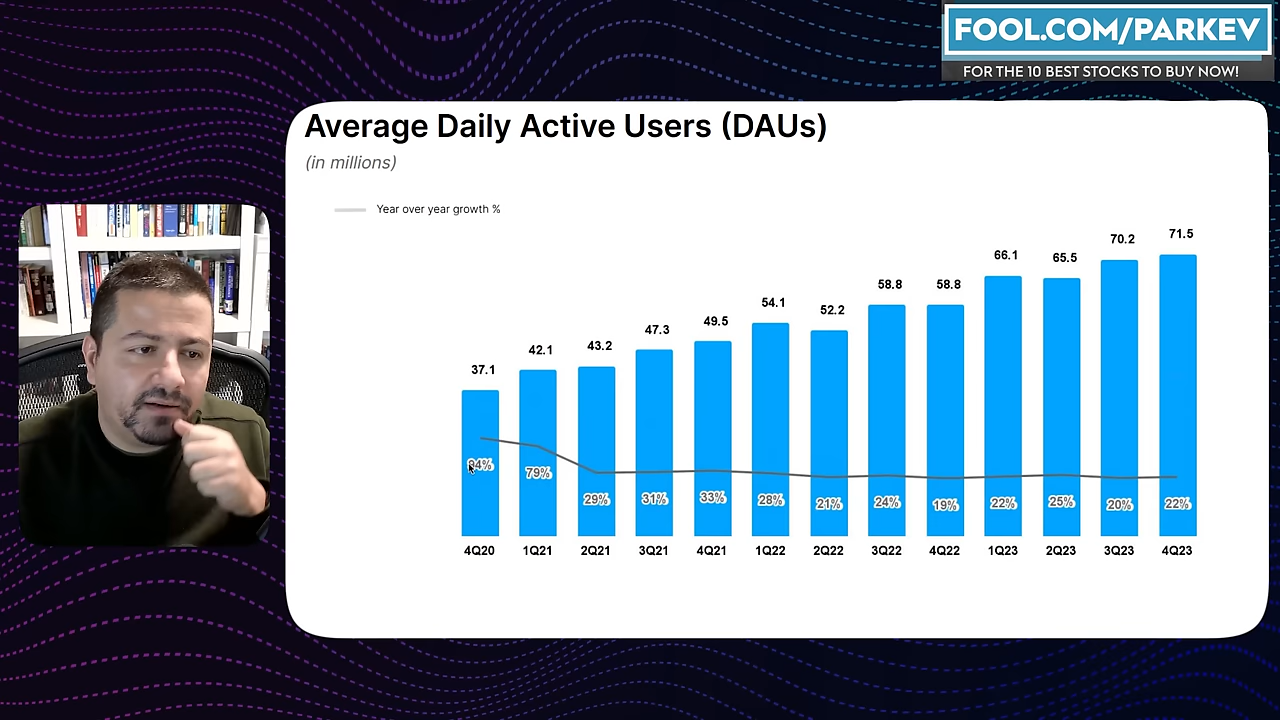 FOOL.COM/PARKEV
FOR THE 10 BEST STOCKS TO BUY NOW!
Average Daily Active Users (DAUs)
(in millions)
Year over year growth %
37.1 42.1 43.2 47.3 49.5 54.1 52.2 58.8 58.8 66.1 65.5 70.2 71.5
84% 79% 29% 31% 33% 28% 21% 24% 19% 22% 25% 20% 22%
4Q20 1Q21 2Q21 3Q21 4Q21 1Q22 2Q22 3Q22 4Q22 1Q23 2Q23 3Q23 4Q23